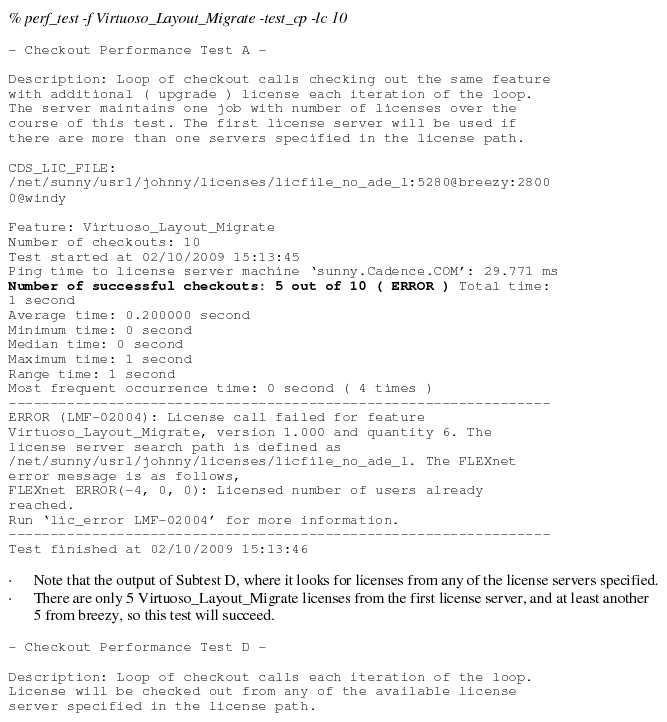 % perf_test -f Virtuoso_Layout_Migrate -test_cp -lc 10
- Checkout Performance Test A -
Description: Loop of checkout calls checking out the same feature
with additional ( upgrade ) license each iteration of the loop.
The server maintains one job with number of licenses over the
course of this test. The first license server will be used if
there are more than one servers specified in the license path.
CDS_LIC_FILE:
/net/sunny/usr1/johnny/licenses/licfile_no_ade_l:5280@breezy:2800
0@windy
Feature: Virtuoso_Layout_Migrate
Number of checkouts: 10
Test started at 02/10/2009 15:13:45
Ping time to license server machine ‘sunny.Cadence.COM’: 29.771 ms
Number of successful checkouts: 5 out of 10 ( ERROR ) Total time:
1 second
Average time: 0.200000 second
Minimum time: 0 second
Median time: 0 second
Maximum time: 1 second
Range time: 1 second
Most frequent occurrence time: 0 second ( 4 times )
-----------------------------------------------------------------
ERROR (LMF-02004): License call failed for feature
Virtuoso_Layout_Migrate, version 1.000 and quantity 6. The
license server search path is defined as
/net/sunny/usr1/johnny/licenses/licfile_no_ade_l. The FLEXnet
error message is as follows,
FLEXnet ERROR(-4, 0, 0): Licensed number of users already
reached.
Run ‘lic_error LMF-02004’ for more information.
-----------------------------------------------------------------
Test finished at 02/10/2009 15:13:46
· Note that the output of Subtest D, where it looks for licenses from any of the license servers specified.
· There are only 5 Virtuoso_Layout_Migrate licenses from the first license server, and at least another
5 from breezy, so this test will succeed.
- Checkout Performance Test D -
Description: Loop of checkout calls each iteration of the loop.
License will be checked out from any of the available license
server specified in the license path.